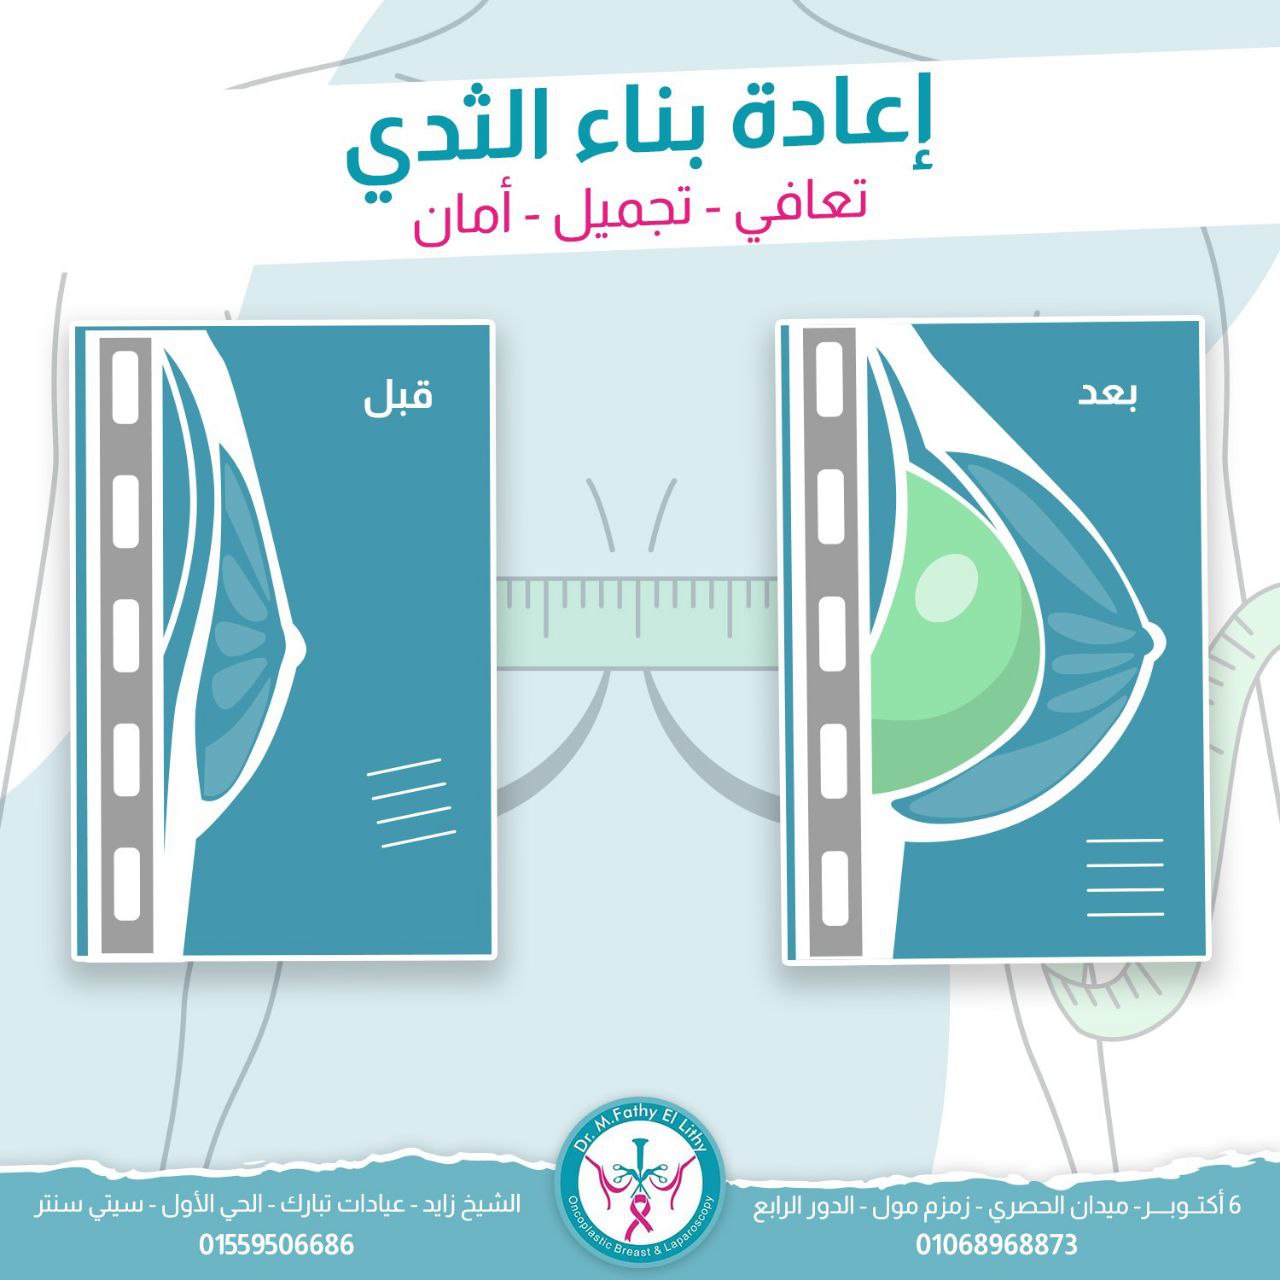 إعادة بناء الثدي
تعافي - تجميل - أمان
بعد
قبل
Dr. M.Fathy El Lithy
Oncoplastic Breast & Laparoscopy
6 أكتـوبـــر- ميدان الحصري - زمزم مول - الدور الرابع
01068968873
الشيخ زايد - عيادات تبارك - الحي الأول - سيتي سنتر
01559506686